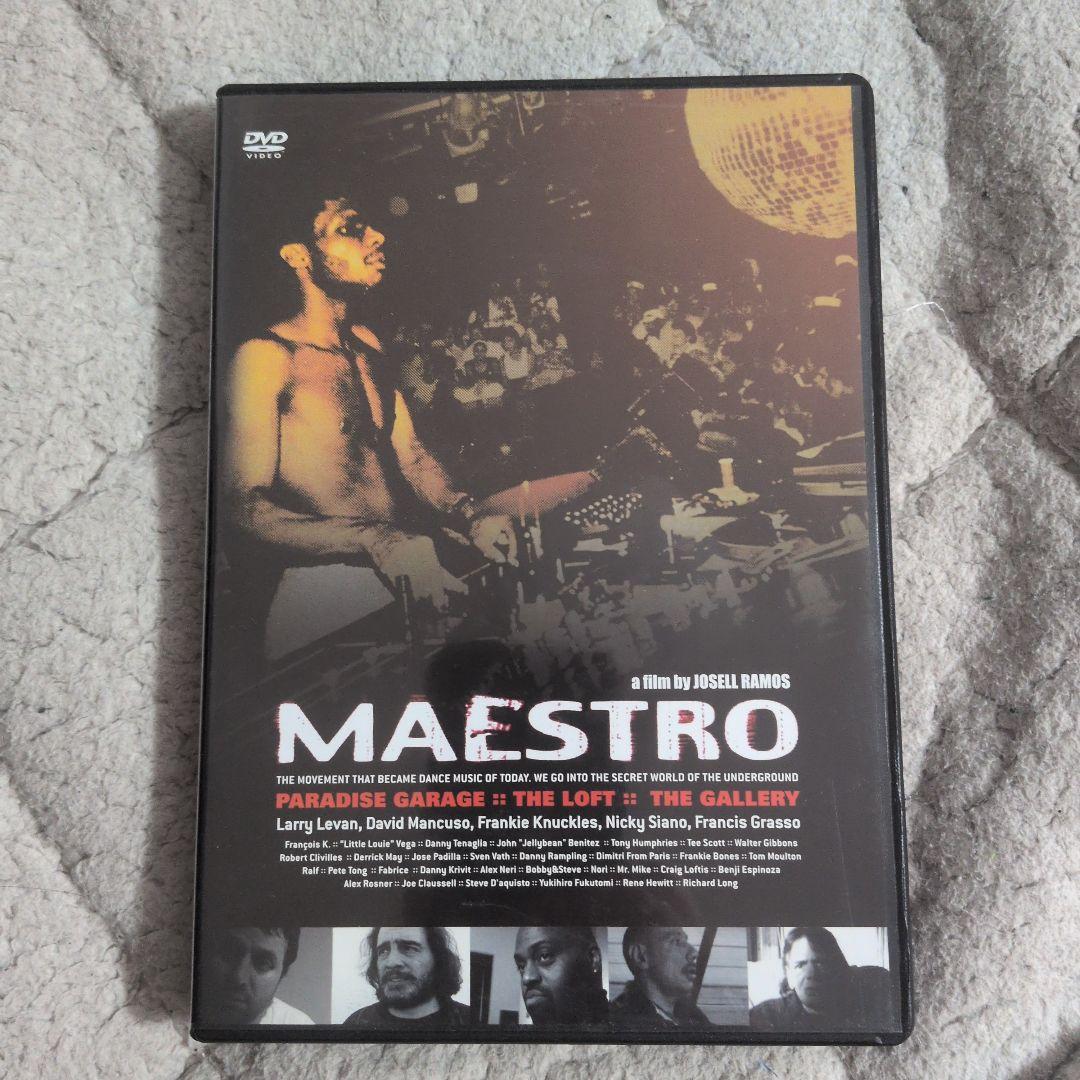 DVD
VIDEO
a film by JOSELL RAMOS
MAESTRO
THE MOVEMENT THAT BECAME DANCE MUSIC OF TODAY. WE GO INTO THE SECRET WORLD OF THE UNDERGROUND
PARADISE GARAGE :: THE LOFT :: THE GALLERY
Larry Levan, David Mancuso, Frankie Knuckles, Nicky Siano, Francis Grasso
François K. :: "Little Louie" Vega :: Danny Tenaglia :: John "Jellybean" Benitez :: Tony Humphries :: Tee Scott :: Walter Gibbons
Robert Clivilles :: Derrick May :: Jose Padilla :: Sven Vath :: Danny Rampling :: Dimitri From Paris :: Frankie Bones :: Tom Moulton
Ralf :: Pete Tong :: Fabrice :: Danny Krivit :: Alex Neri :: Bobby&Steve :: Nori :: Mr. Mike :: Craig Loftis :: Benji Espinoza
Alex Rosner :: Joe Claussell :: Steve D'aquisto :: Yukihiro Fukutomi :: Rene Hewitt :: Richard Long